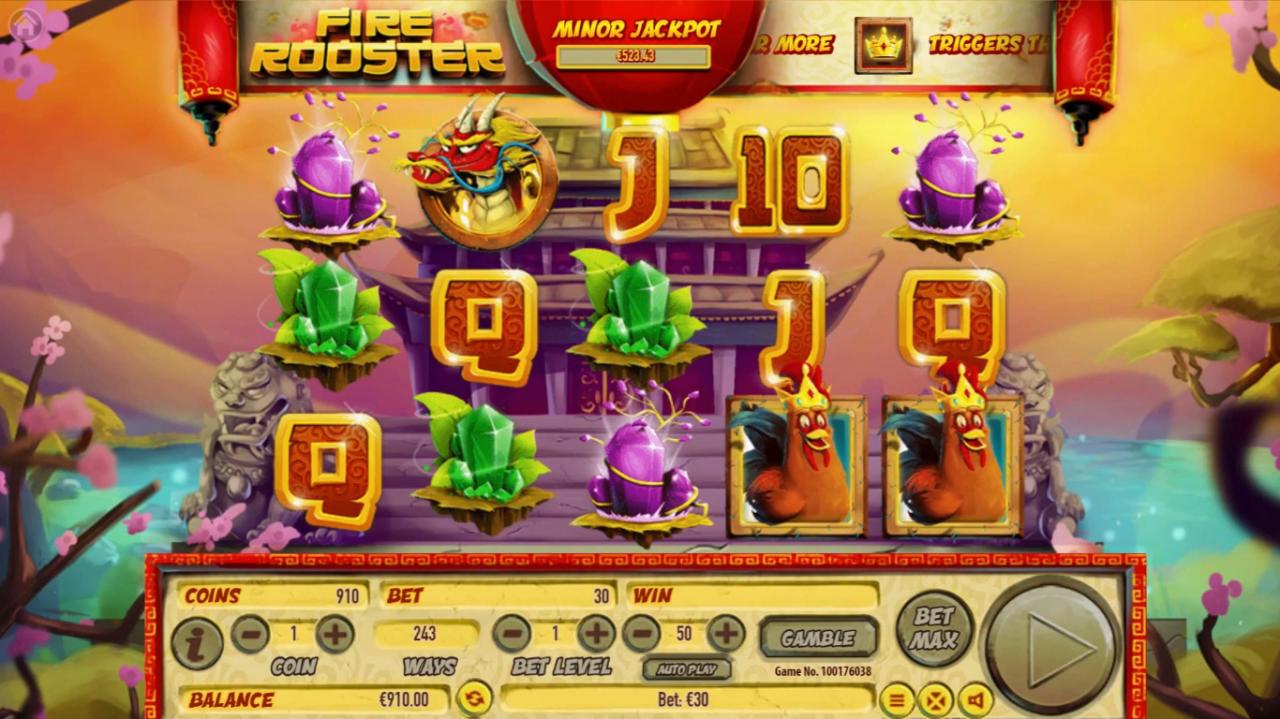 FIRE ROOSTER
MINOR JACKPOT
€523.43
R MORE
TRIGGERS TH
J 10
Q J Q
Q
COINS 910 BET 30 WIN
1 243 1 50
COIN WAYS BET LEVEL AUTO PLAY
GAMBLE
BET MAX
Game No. 100176038
BALANCE €910.00
Bet: €30